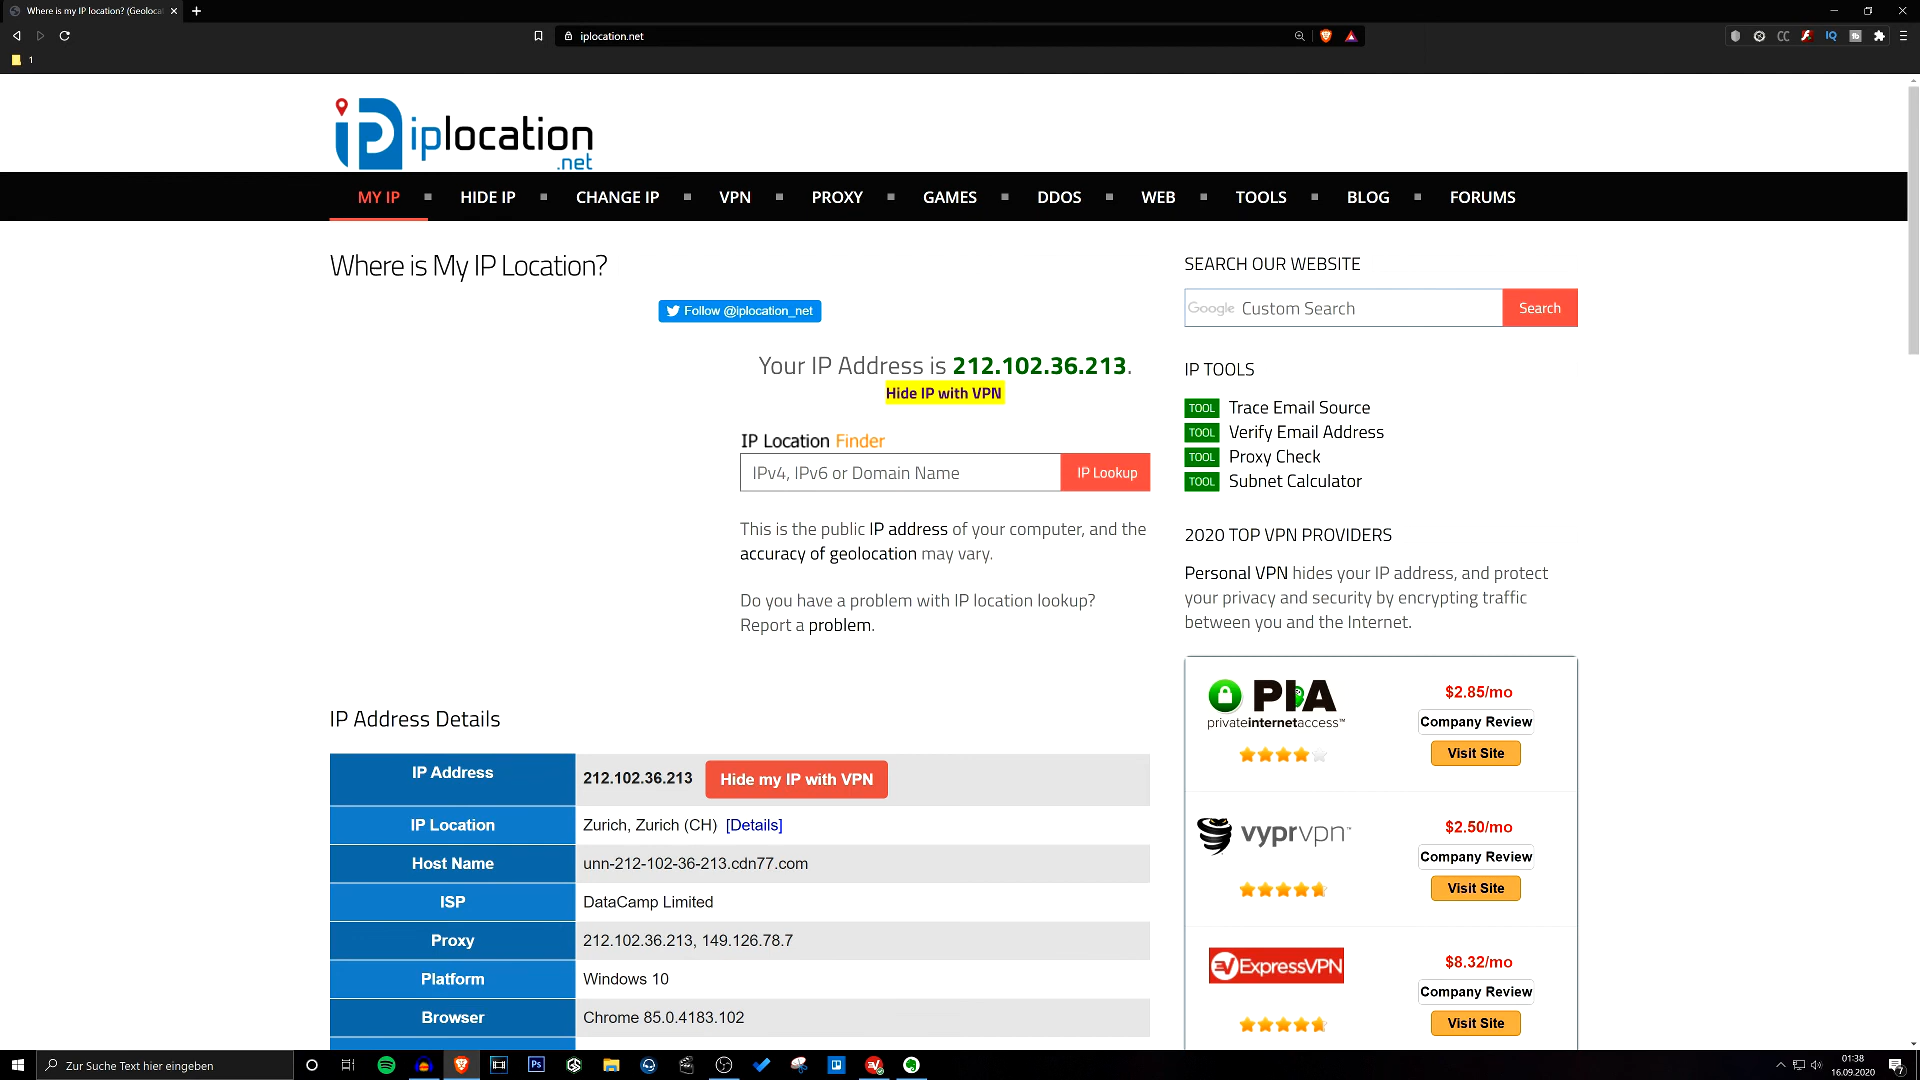 Where is my IP location? (Geoloca
iplocation.net
CC
IQ
1
iP iplocation
.net
MY IP
HIDE IP
CHANGE IP
VPN
PROXY
GAMES
DDOS
WEB
TOOLS
BLOG
FORUMS
Where is My IP Location?
Follow @iplocation_net
Your IP Address is 212.102.36.213.
Hide IP with VPN
IP Location Finder
IPv4, IPv6 or Domain Name
IP Lookup
This is the public IP address of your computer, and the
accuracy of geolocation may vary.
Do you have a problem with IP location lookup?
Report a problem.
IP Address Details
IP Address
212.102.36.213
Hide my IP with VPN
IP Location
Zurich, Zurich (CH) [Details]
Host Name
unn-212-102-36-213.cdn77.com
ISP
DataCamp Limited
Proxy
212.102.36.213, 149.126.78.7
Platform
Windows 10
Browser
Chrome 85.0.4183.102
SEARCH OUR WEBSITE
Google Custom Search
Search
IP TOOLS
TOOL Trace Email Source
TOOL Verify Email Address
TOOL Proxy Check
TOOL Subnet Calculator
2020 TOP VPN PROVIDERS
Personal VPN hides your IP address, and protect
your privacy and security by encrypting traffic
between you and the Internet.
PIA
privateinternetaccess™
$2.85/mo
Company Review
Visit Site
vyprvpn™
$2.50/mo
Company Review
Visit Site
ExpressVPN
$8.32/mo
Company Review
Visit Site
Zur Suche Text hier eingeben
Ps
01:38
16.09.2020
7